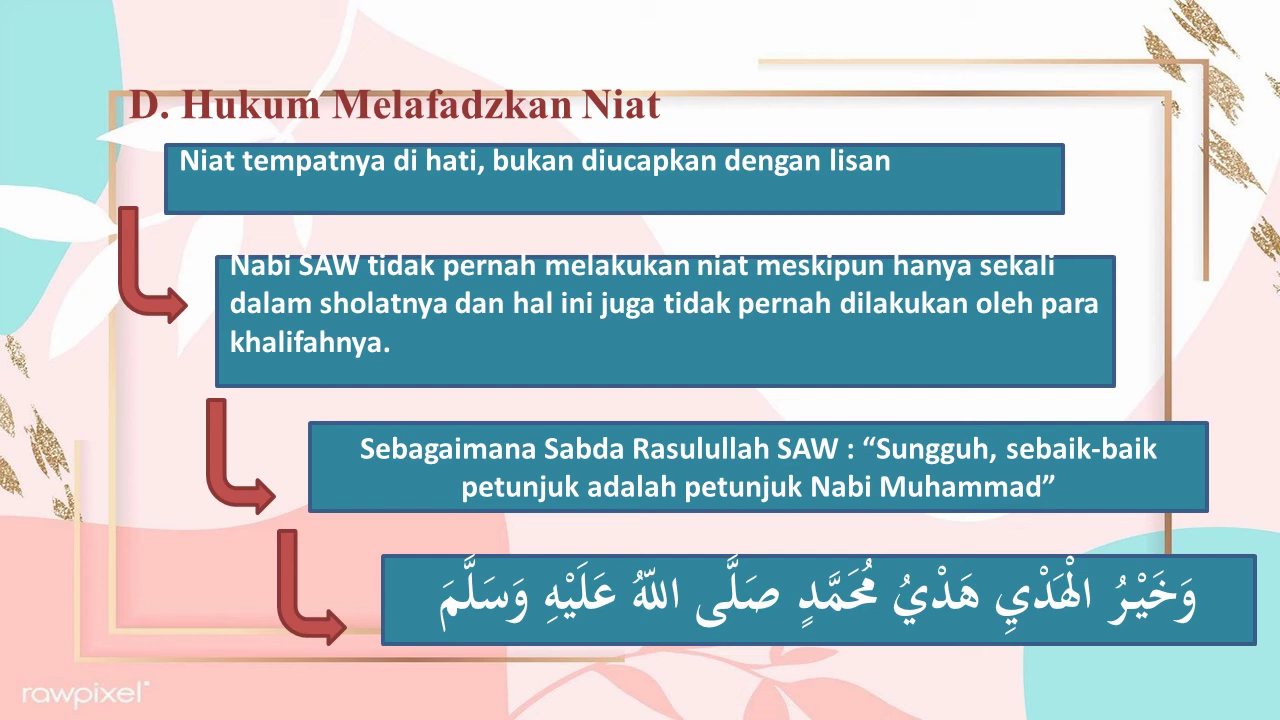 D. Hukum Melafadzkan Niat
Niat tempatnya di hati, bukan diucapkan dengan lisan
Nabi SAW tidak pernah melakukan niat meskipun hanya sekali
dalam sholatnya dan hal ini juga tidak pernah dilakukan oleh para
khalifahnya.
Sebagaimana Sabda Rasulullah SAW : “Sungguh, sebaik-baik
petunjuk adalah petunjuk Nabi Muhammad”
وَخَيْرُ الْهَدْيِ هَدْيُ مُحَمَّدٍ صَلَّى اللهُ عَلَيْهِ وَسَلَّمَ
rawpixel